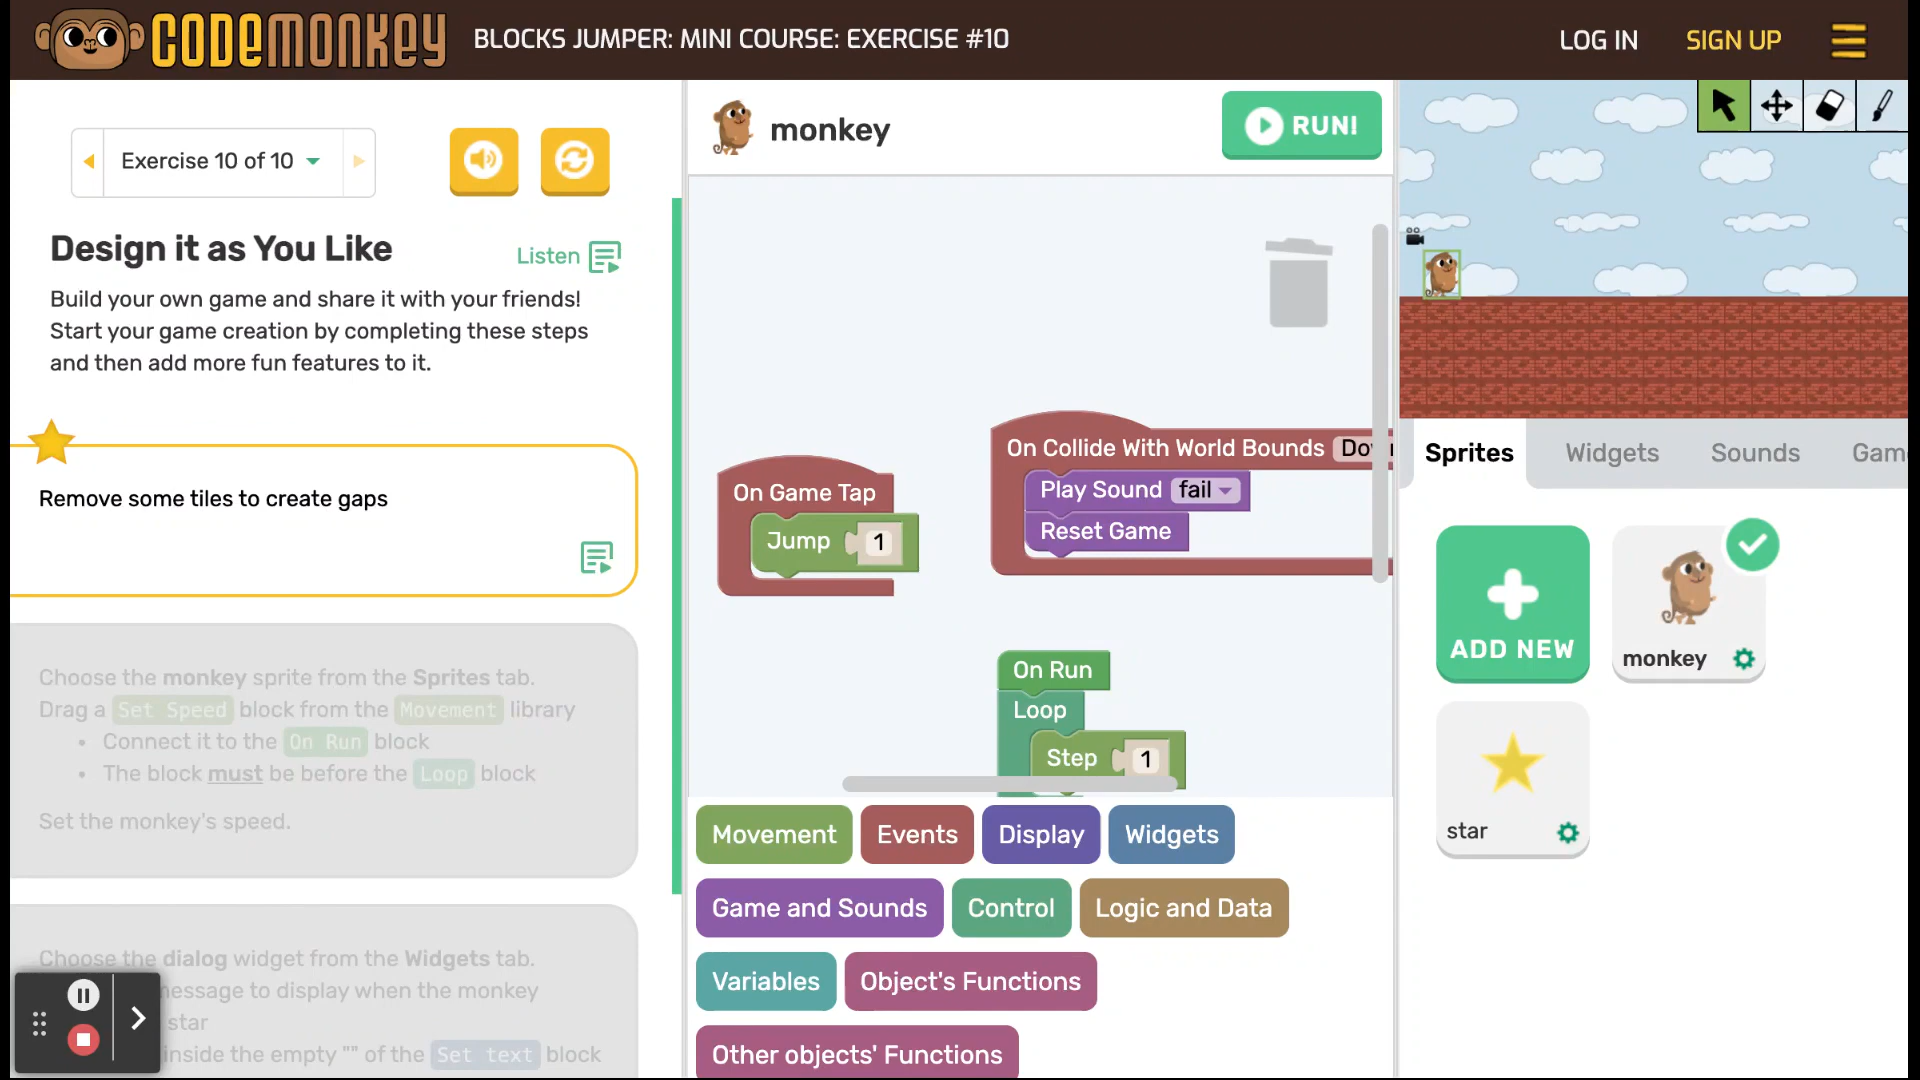 CODEMONKEY
BLOCKS JUMPER: MINI COURSE: EXERCISE #10
LOG IN
SIGN UP
Exercise 10 of 10
Design it as You Like
Listen
Build your own game and share it with your friends!
Start your game creation by completing these steps
and then add more fun features to it.
Remove some tiles to create gaps
Choose the monkey sprite from the Sprites tab.
Drag a Set Speed block from the Movement library
• Connect it to the On Run block
• The block must be before the Loop block
Set the monkey's speed.
Choose the dialog widget from the Widgets tab.
essage to display when the monkey
star
inside the empty "" of the Set text block
monkey
RUN!
On Game Tap
Jump 1
On Collide With World Bounds Do
Play Sound fail
Reset Game
On Run
Loop
Step 1
Movement
Events
Display
Widgets
Game and Sounds
Control
Logic and Data
Variables
Object's Functions
Other objects' Functions
Sprites
Widgets
Sounds
Gam
ADD NEW
monkey
star